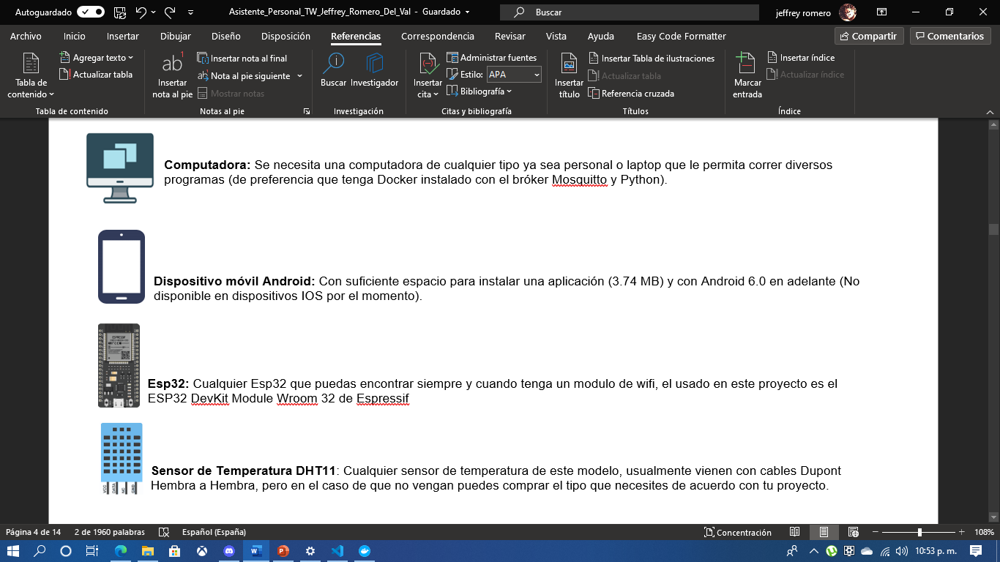 Autoguardado
Asistente_Personal_TW_Jeffrey_Romero_Del_Val - Guardado
Buscar
jeffrey romero
Archivo Inicio Insertar Dibujar Diseño Disposición Referencias Correspondencia Revisar Vista Ayuda Easy Code Formatter Compartir Comentarios
Tabla de contenido
Agregar texto
Actualizar tabla
Tabla de contenido
ab
Insertar nota al pie
Insertar nota al final
Nota al pie siguiente
Mostrar notas
Notas al pie
Buscar
Investigador
Investigación
Insertar cita
Administrar fuentes
Estilo: APA
Bibliografía
Citas y bibliografía
Insertar título
Insertar Tabla de ilustraciones
Actualizar tabla
Referencia cruzada
Títulos
Marcar entrada
Insertar índice
Actualizar índice
Índice
Computadora: Se necesita una computadora de cualquier tipo ya sea personal o laptop que le permita correr diversos
programas (de preferencia que tenga Docker instalado con el bróker Mosquitto y Python).
Dispositivo móvil Android: Con suficiente espacio para instalar una aplicación (3.74 MB) y con Android 6.0 en adelante (No
disponible en dispositivos IOS por el momento).
Esp32: Cualquier Esp32 que puedas encontrar siempre y cuando tenga un modulo de wifi, el usado en este proyecto es el
ESP32 DevKit Module Wroom 32 de Espressif
Sensor de Temperatura DHT11: Cualquier sensor de temperatura de este modelo, usualmente vienen con cables Dupont
Hembra a Hembra, pero en el caso de que no vengan puedes comprar el tipo que necesites de acuerdo con tu proyecto.
VCC
DATA
NC
GND
Página 4 de 14 2 de 1960 palabras Español (España) Concentración 108%
10:53 p. m.